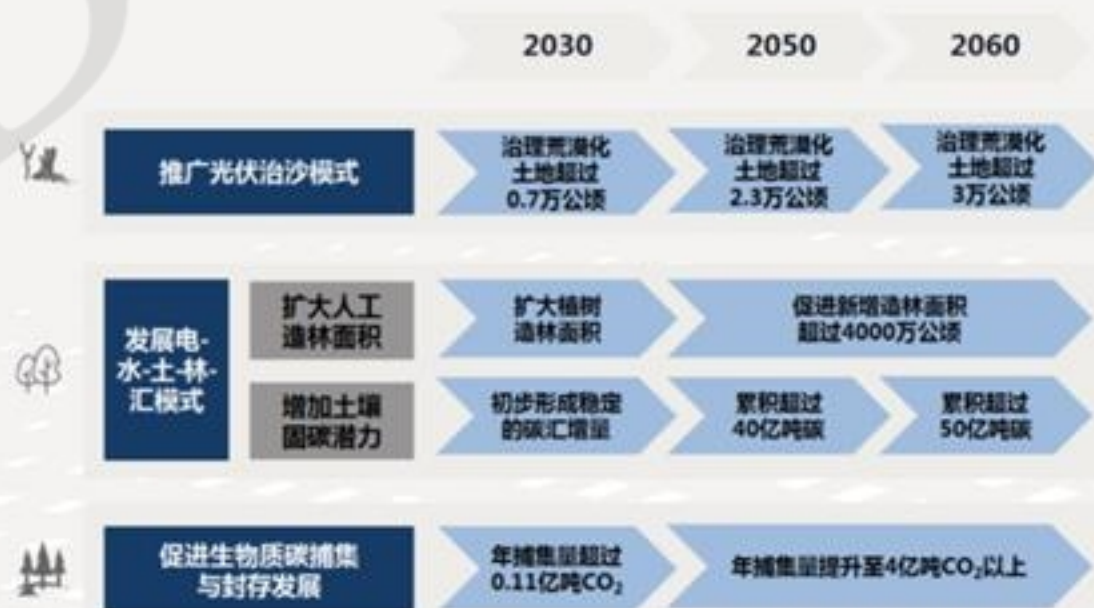 2030
2050
2060
推广光伏治沙模式
治理荒漠化
土地超过
0.7万公顷
治理荒漠化
土地超过
2.3万公顷
治理荒漠化
土地超过
3万公顷
发展电-
水-土-林-
汇模式
扩大人工
造林面积
扩大植树
造林面积
促进新增造林面积
超过4000万公顷
增加土壤
固碳潜力
初步形成稳定
的碳汇增量
累积超过
40亿吨碳
累积超过
50亿吨碳
促进生物质碳捕集
与封存发展
年捕集量超过
0.11亿吨CO₂
年捕集量提升至4亿吨CO₂以上